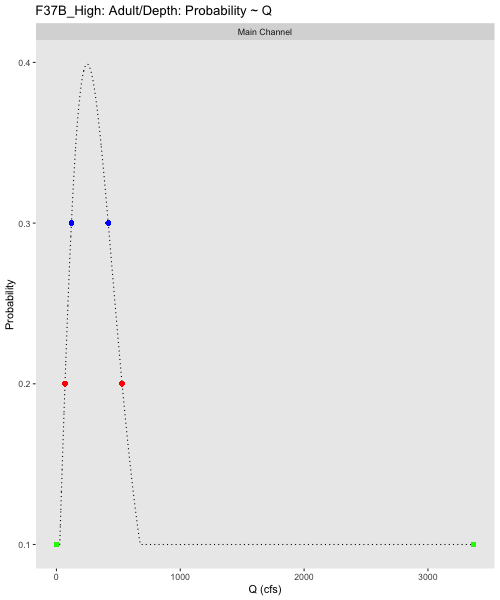 F37B_High: Adult/Depth: Probability ~ Q
Main Channel
0.4
0.3
0.2
0.1
Probability
0
1000
2000
3000
Q (cfs)